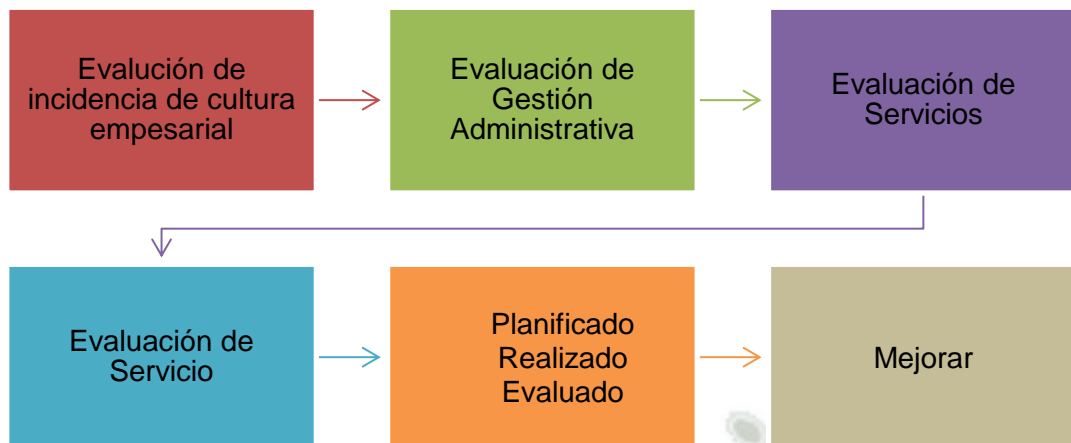 Evalución de
incidencia de cultura
empesarial
Evaluación de
Gestión
Administrativa
Evaluación de
Servicios
Evaluación de
Servicio
Planificado
Realizado
Evaluado
Mejorar